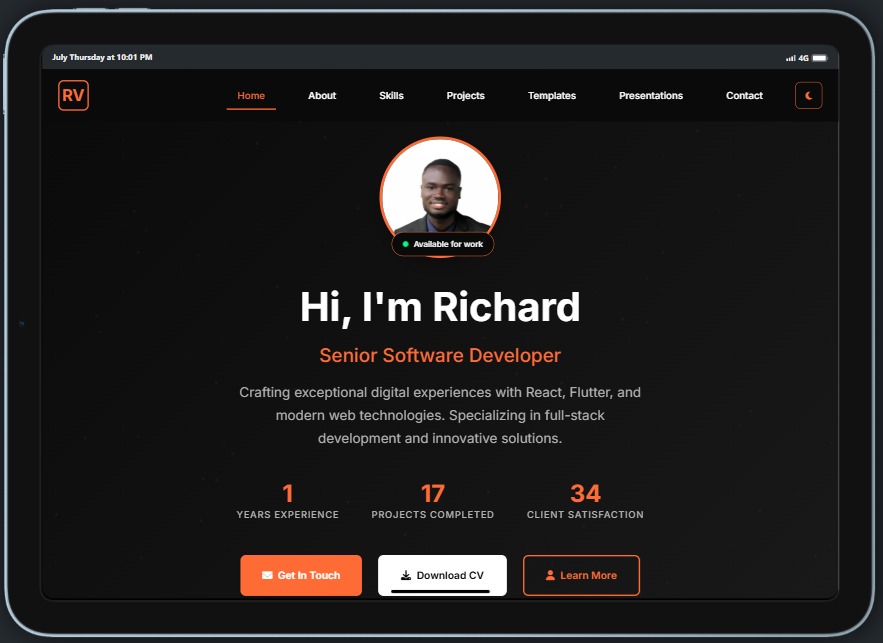 July Thursday at 10:01 PM
4G
RV
Home About Skills Projects Templates Presentations Contact
Available for work
Hi, I'm Richard
Senior Software Developer
Crafting exceptional digital experiences with React, Flutter, and
modern web technologies. Specializing in full-stack
development and innovative solutions.
1 17 34
YEARS EXPERIENCE PROJECTS COMPLETED CLIENT SATISFACTION
Get In Touch Download CV Learn More